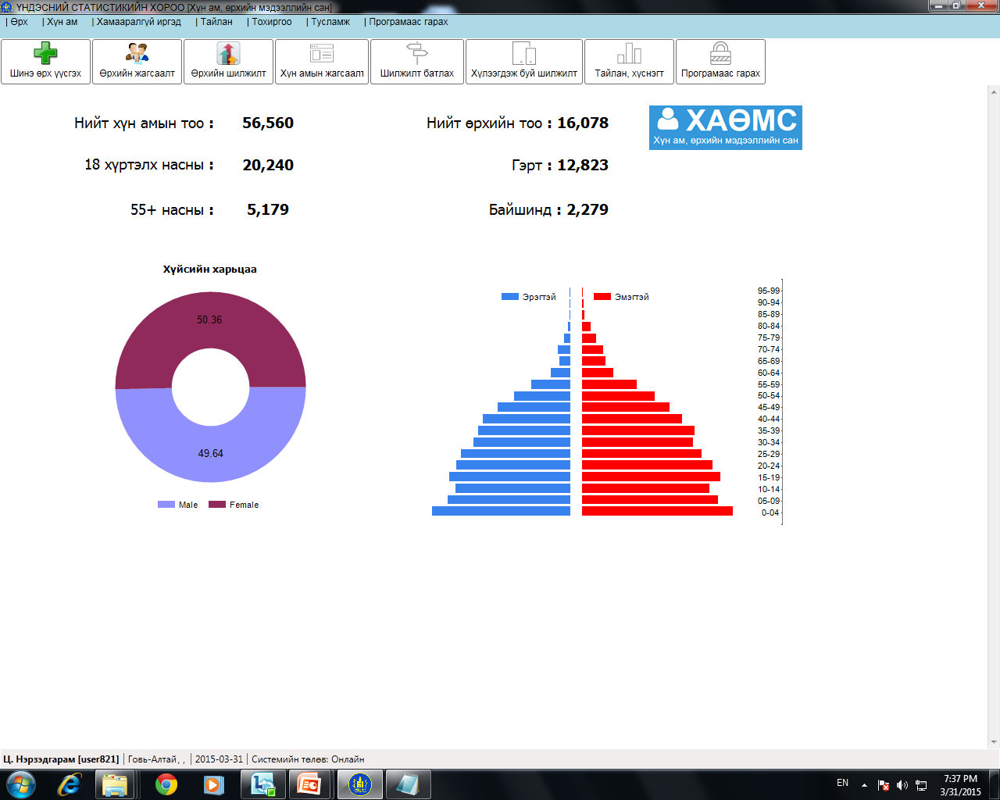 ҮНДЭСНИЙ СТАТИСТИКИЙН ХОРОО [Хүн ам, өрхийн мэдээллийн сан]
| Өрх | Хүн ам | Хамааралгүй иргэд | Тайлан | Тохиргоо | Тусламж | Програмаас гарах
Шинэ өрх үүсгэх Өрхийн жагсаалт Өрхийн шилжилт Хүн амын жагсаалт Шилжилт батлах Хүлээгдэж буй шилжилт Тайлан, хүснэгт Програмаас гарах
Нийт хүн амын тоо : 56,560 Нийт өрхийн тоо : 16,078
ХАӨМС
Хүн ам, өрхийн мэдээллийн сан
18 хүртэлх насны : 20,240 Гэрт : 12,823
55+ насны : 5,179 Байшинд : 2,279
Хүйсийн харьцаа
50.36
49.64
Male Female
Эрэгтэй Эмэгтэй
95-99
90-94
85-89
80-84
75-79
70-74
65-69
60-64
55-59
50-54
45-49
40-44
35-39
30-34
25-29
20-24
15-19
10-14
05-09
0-04
Ц. Нэрзэдгарам [user821] Говь-Алтай, , 2015-03-31 Системийн төлөв: Онлайн
EN 7:37 PM
3/31/2015